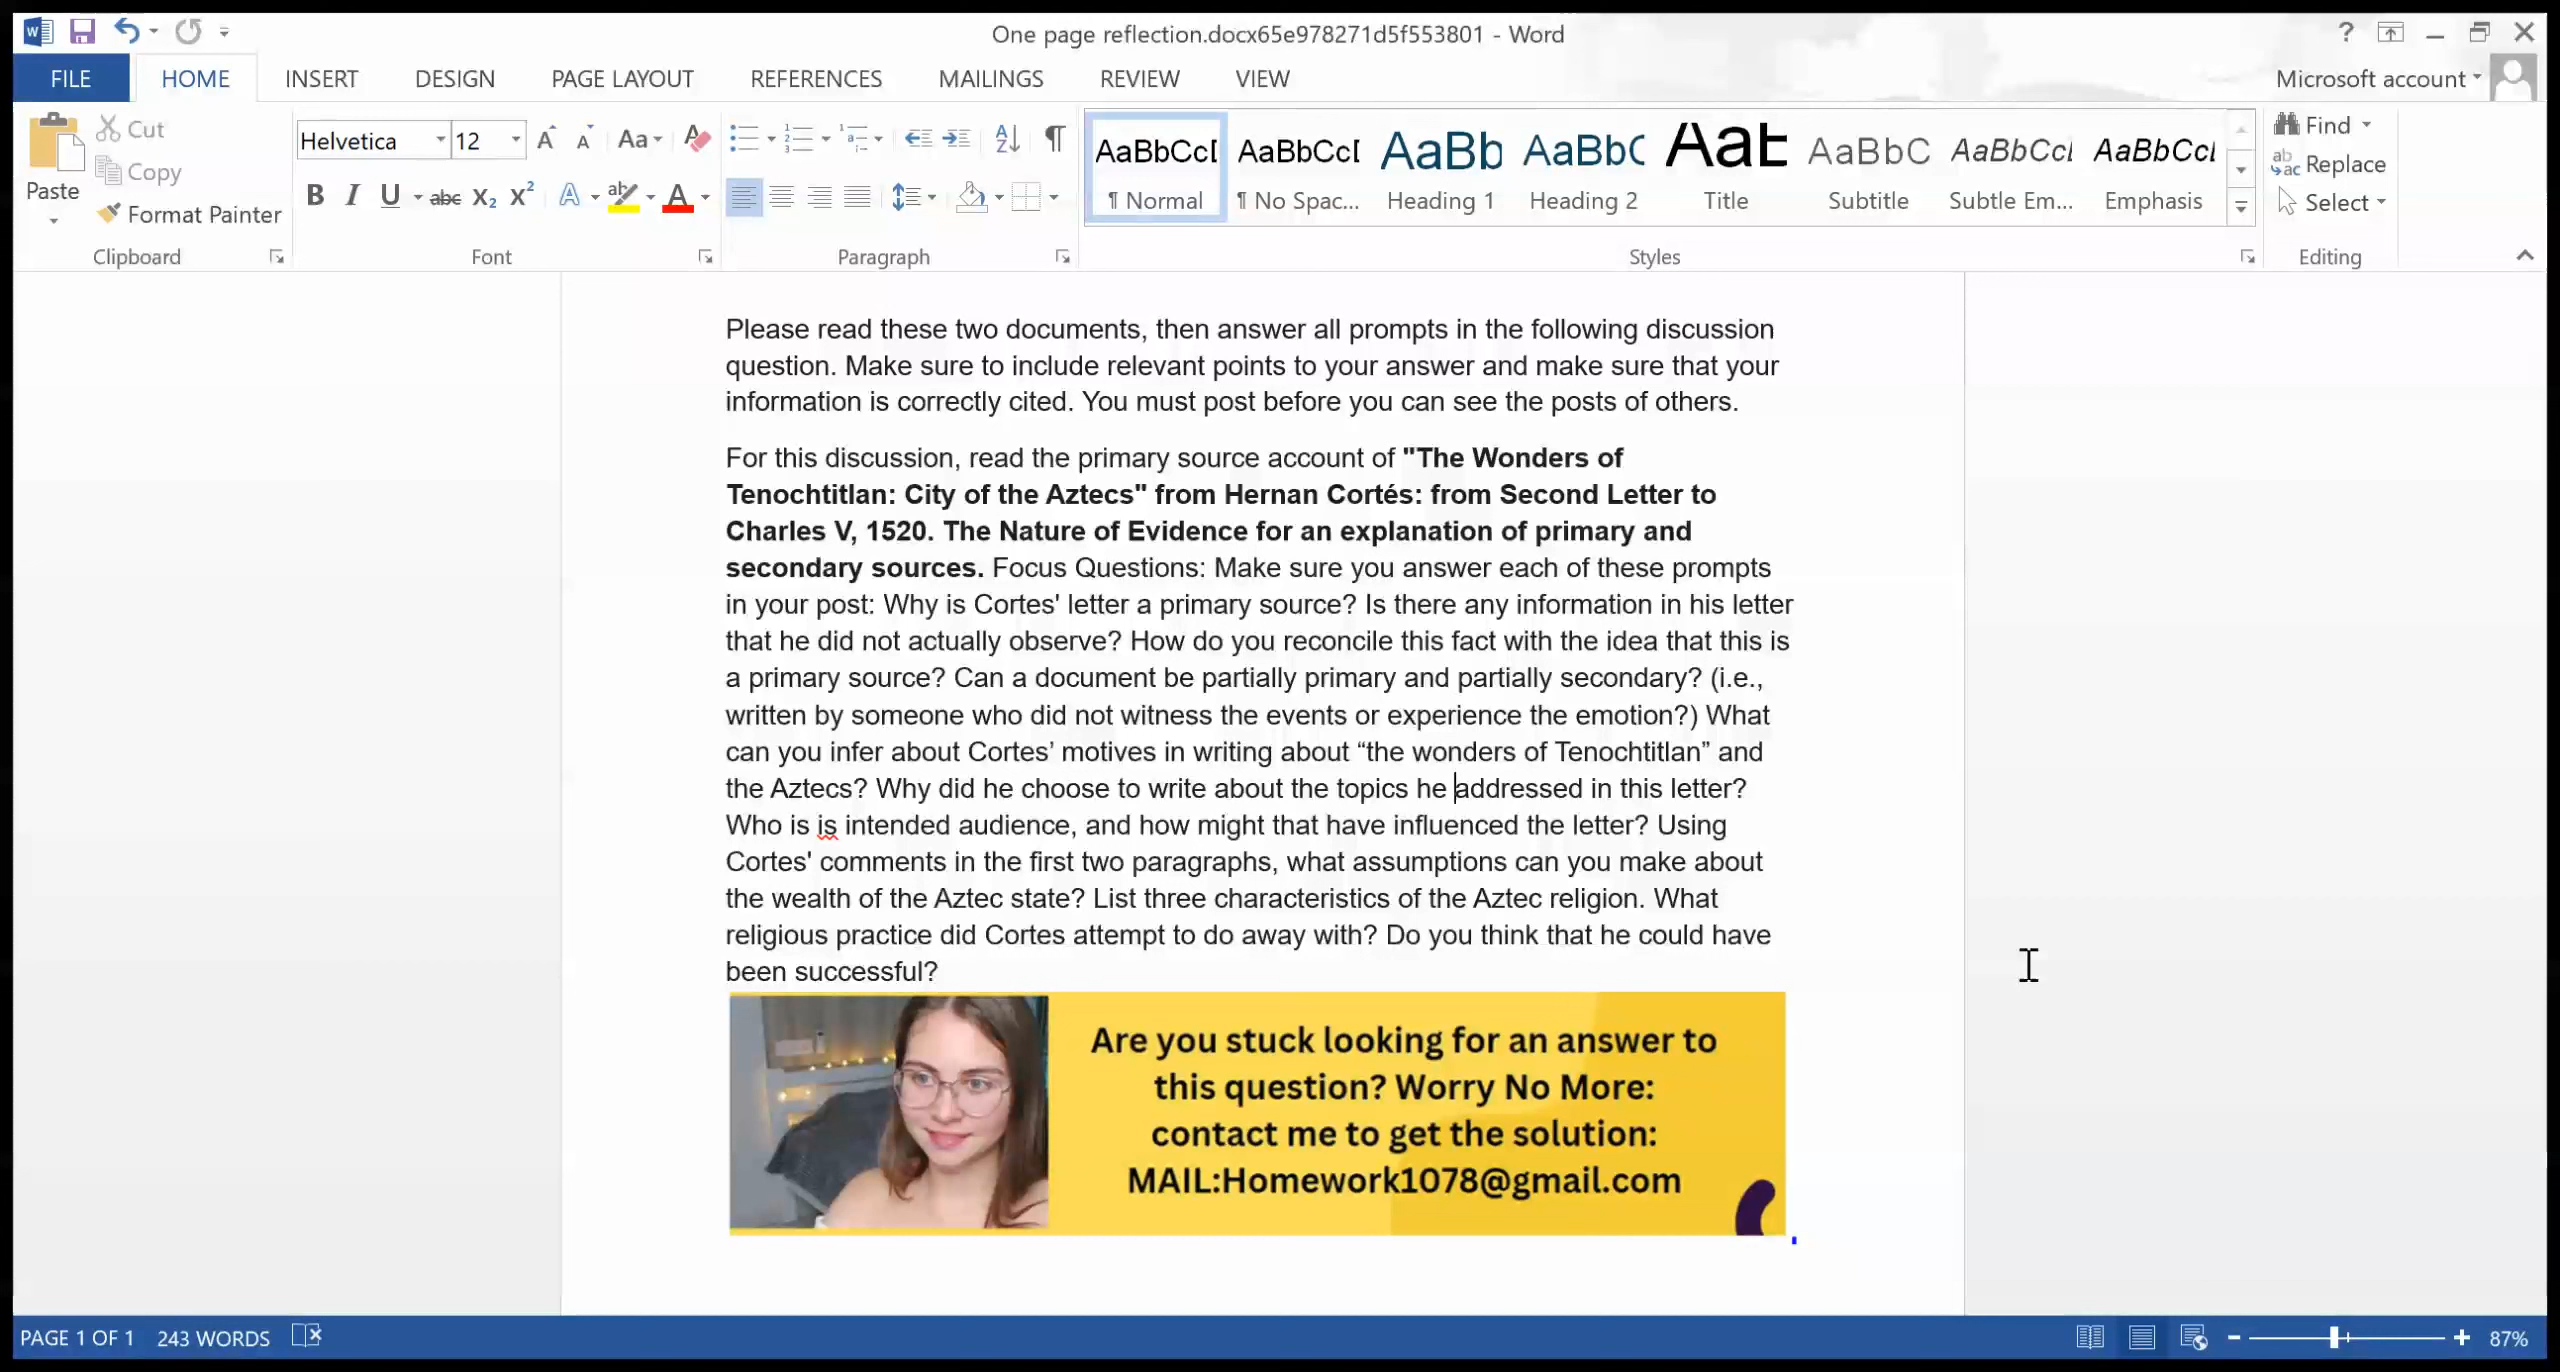 One page reflection.docx65e978271d5f553801 - Word
FILE HOME INSERT DESIGN PAGE LAYOUT REFERENCES MAILINGS REVIEW VIEW Microsoft account
Paste
Cut
Copy
Format Painter
Clipboard
Helvetica 12
Font
Paragraph
AaBbCcD AaBbCcD AaBb AaBbC AaB AaBbC AaBbCcD AaBbCcD
¶ Normal ¶ No Spac... Heading 1 Heading 2 Title Subtitle Subtle Em... Emphasis
Styles
Find
Replace
Select
Editing
Please read these two documents, then answer all prompts in the following discussion
question. Make sure to include relevant points to your answer and make sure that your
information is correctly cited. You must post before you can see the posts of others.
For this discussion, read the primary source account of "The Wonders of
Tenochtitlan: City of the Aztecs" from Hernan Cortés: from Second Letter to
Charles V, 1520. The Nature of Evidence for an explanation of primary and
secondary sources. Focus Questions: Make sure you answer each of these prompts
in your post: Why is Cortes' letter a primary source? Is there any information in his letter
that he did not actually observe? How do you reconcile this fact with the idea that this is
a primary source? Can a document be partially primary and partially secondary? (i.e.,
written by someone who did not witness the events or experience the emotion?) What
can you infer about Cortes’ motives in writing about “the wonders of Tenochtitlan” and
the Aztecs? Why did he choose to write about the topics he addressed in this letter?
Who is is intended audience, and how might that have influenced the letter? Using
Cortes' comments in the first two paragraphs, what assumptions can you make about
the wealth of the Aztec state? List three characteristics of the Aztec religion. What
religious practice did Cortes attempt to do away with? Do you think that he could have
been successful?
Are you stuck looking for an answer to
this question? Worry No More:
contact me to get the solution:
MAIL:Homework1078@gmail.com
PAGE 1 OF 1 243 WORDS 87%